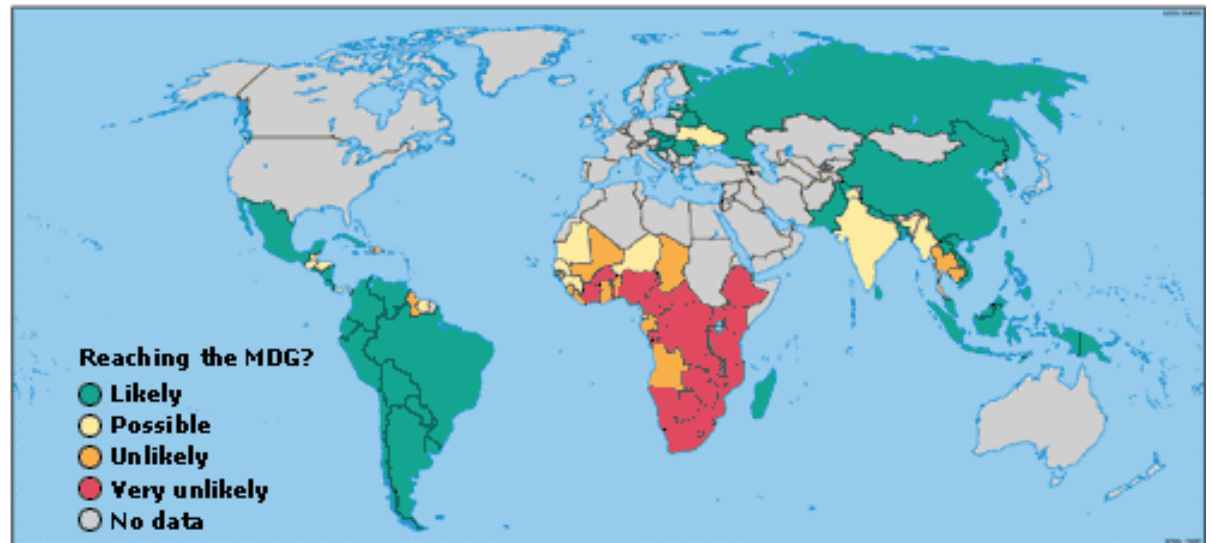 Reaching the MDG?
Likely
Possible
Unlikely
Very unlikely
No data